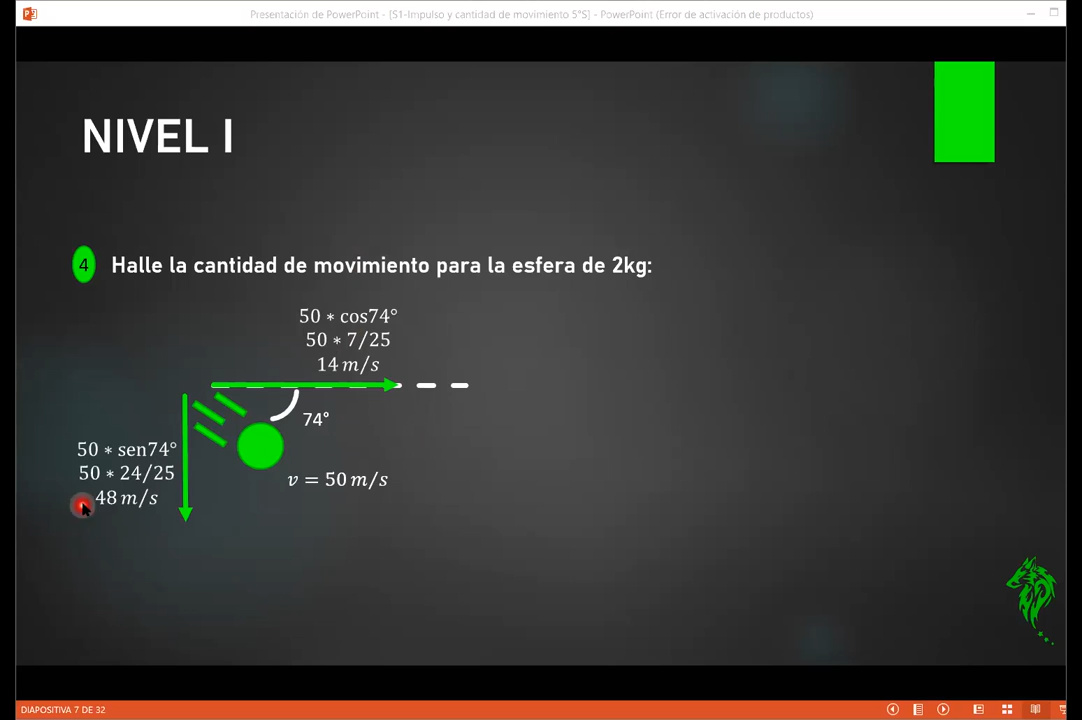 Presentación de PowerPoint - [S1-Impulso y cantidad de movimiento 5°S] - PowerPoint (Error de activación de productos)
NIVEL I
4 Halle la cantidad de movimiento para la esfera de 2kg:
50 * cos74°
50 * 7/25
14 m/s
74°
50 * sen74°
50 * 24/25
48 m/s
v = 50 m/s
DIAPOSITIVA 7 DE 32